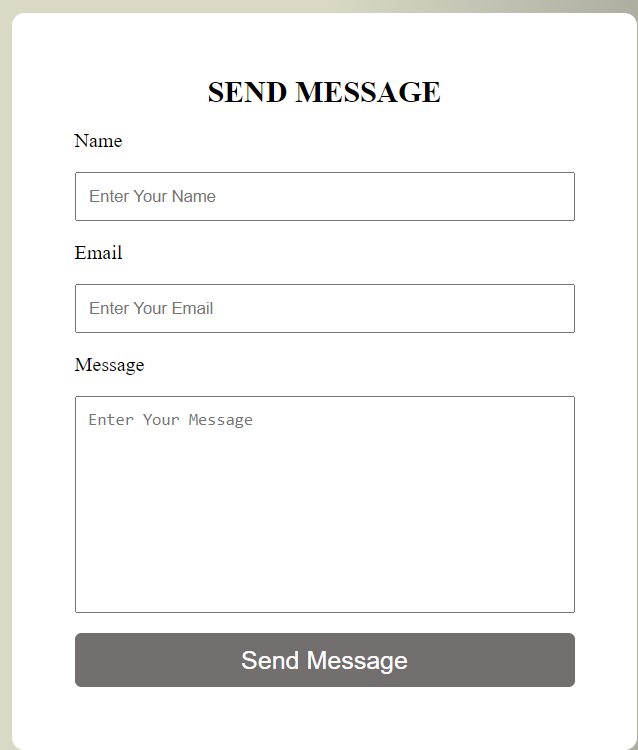 SEND MESSAGE
Name
Enter Your Name
Email
Enter Your Email
Message
Enter Your Message
Send Message